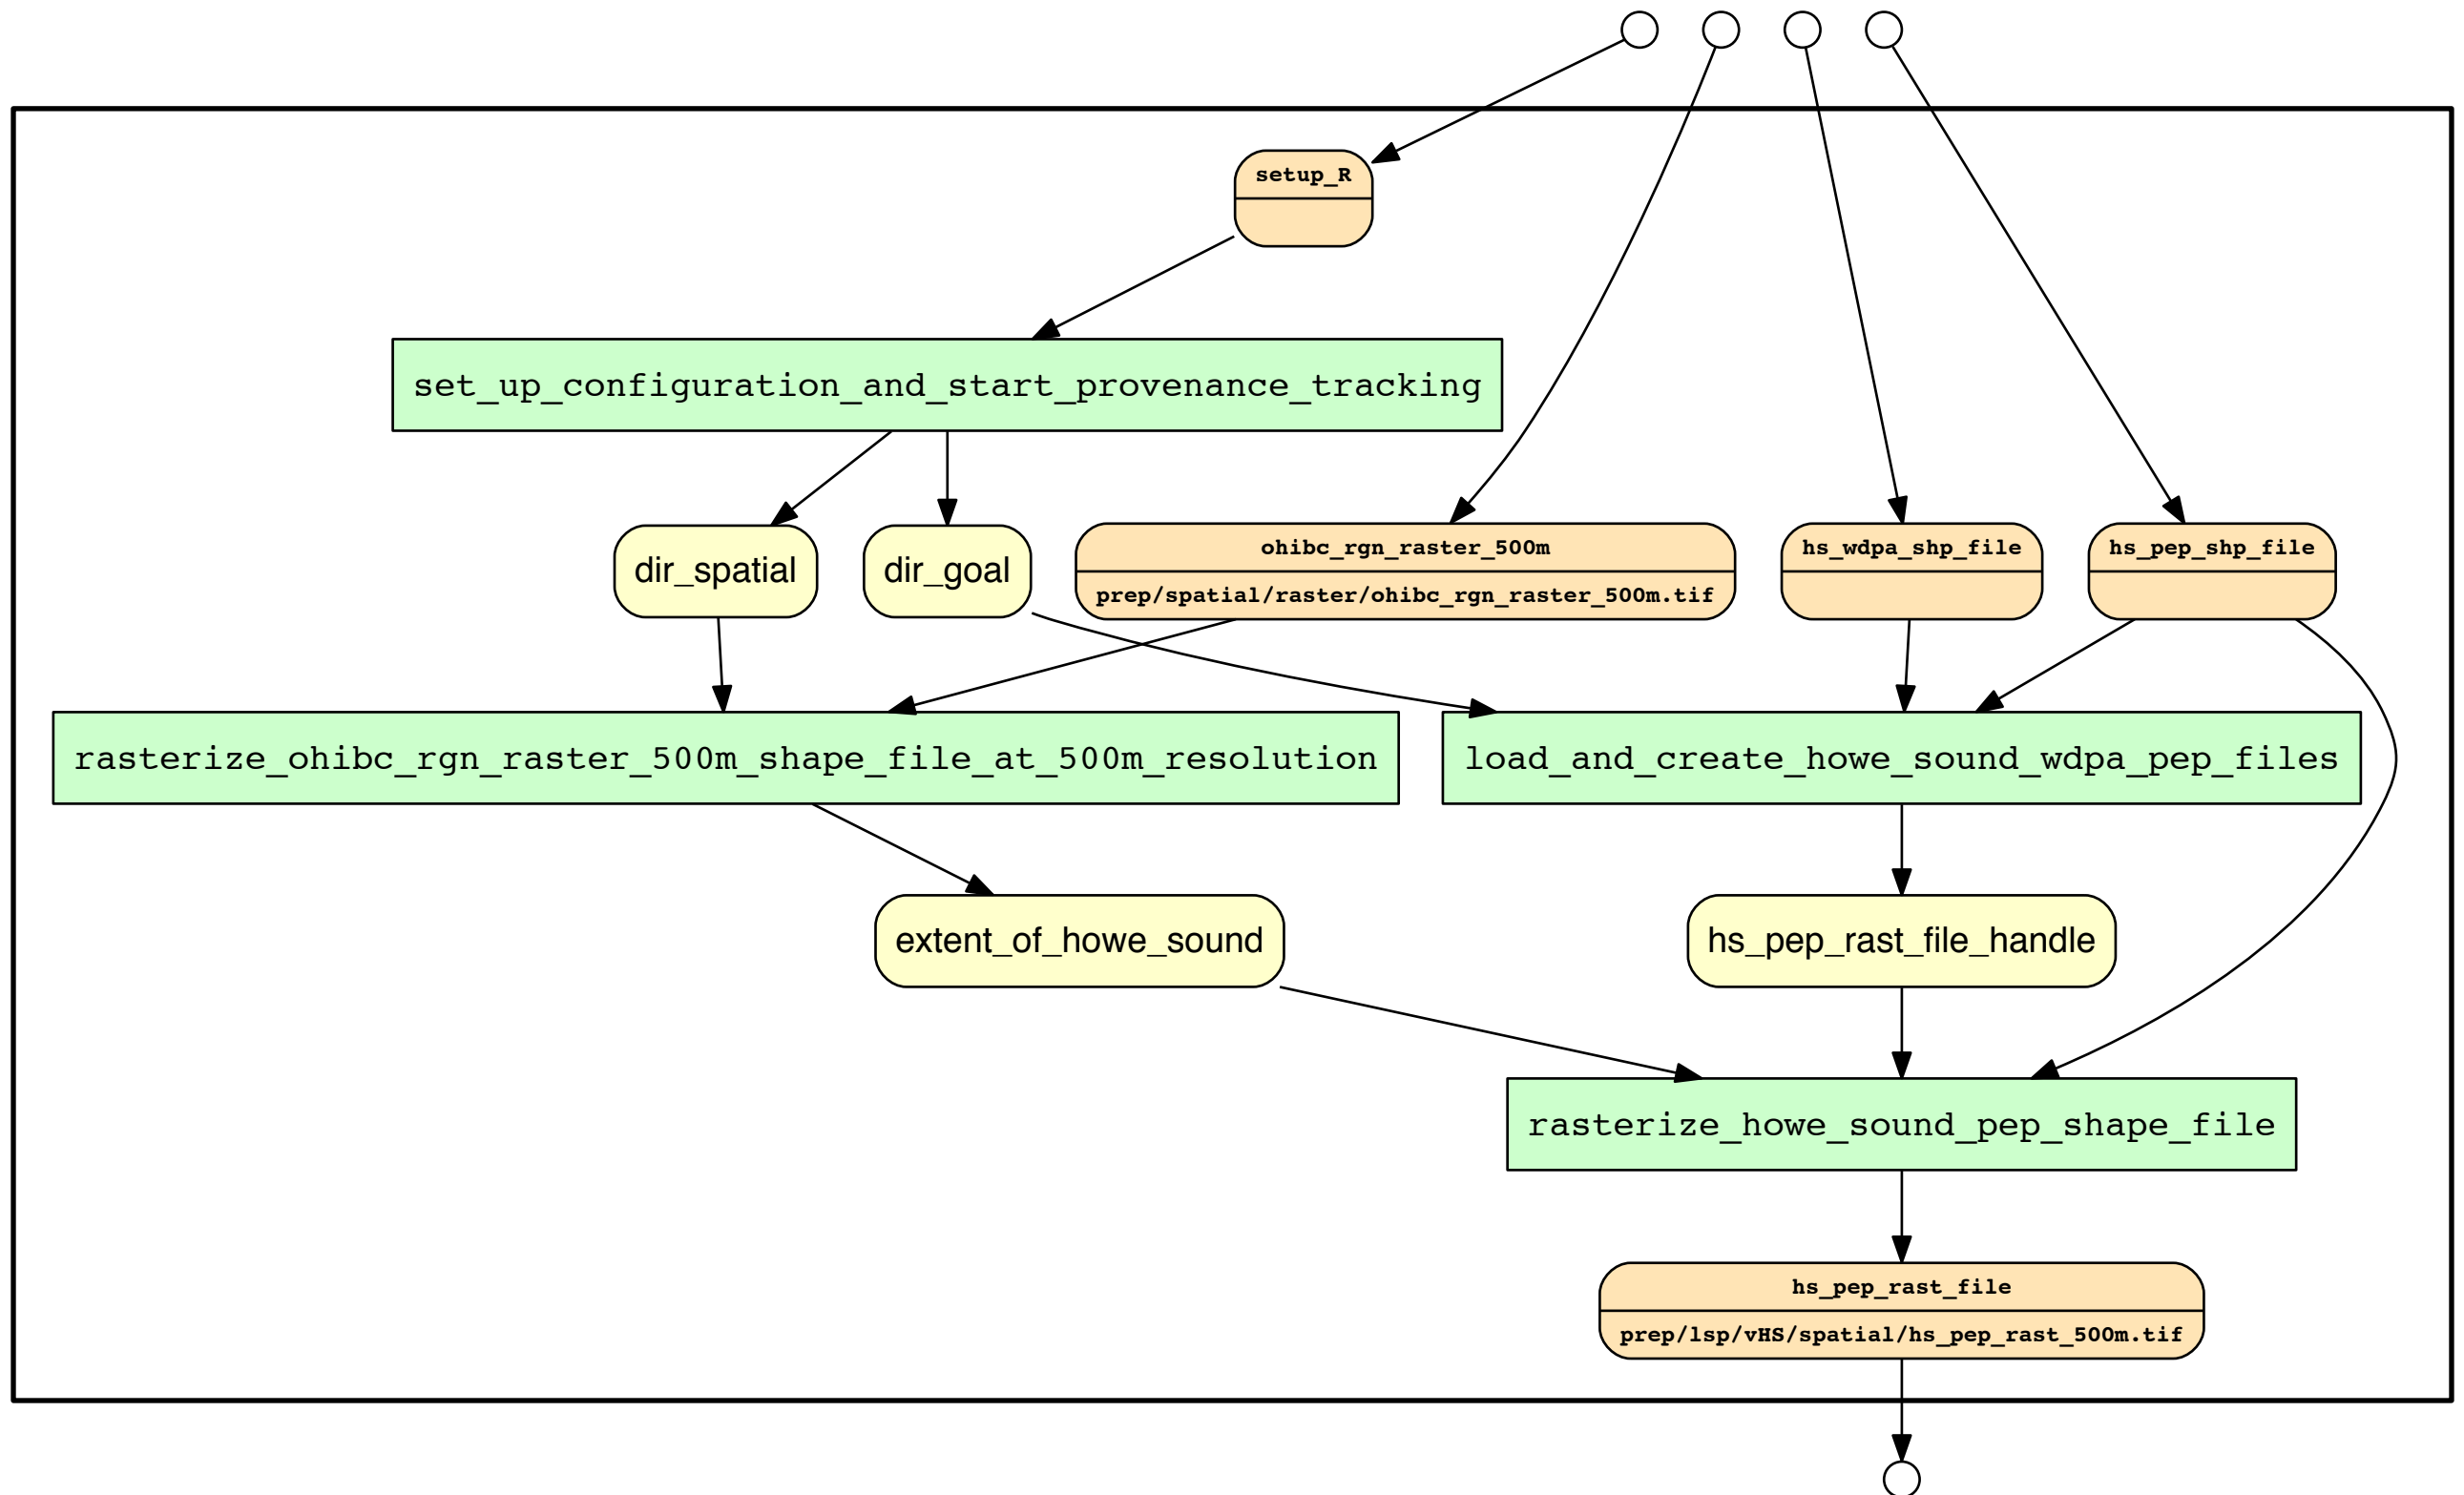 setup_R
set_up_configuration_and_start_provenance_tracking
dir_spatial
dir_goal
ohibc_rgn_raster_500m
prep/spatial/raster/ohibc_rgn_raster_500m.tif
hs_wdpa_shp_file
hs_pep_shp_file
rasterize_ohibc_rgn_raster_500m_shape_file_at_500m_resolution
load_and_create_howe_sound_wdpa_pep_files
extent_of_howe_sound
hs_pep_rast_file_handle
rasterize_howe_sound_pep_shape_file
hs_pep_rast_file
prep/lsp/vHS/spatial/hs_pep_rast_500m.tif